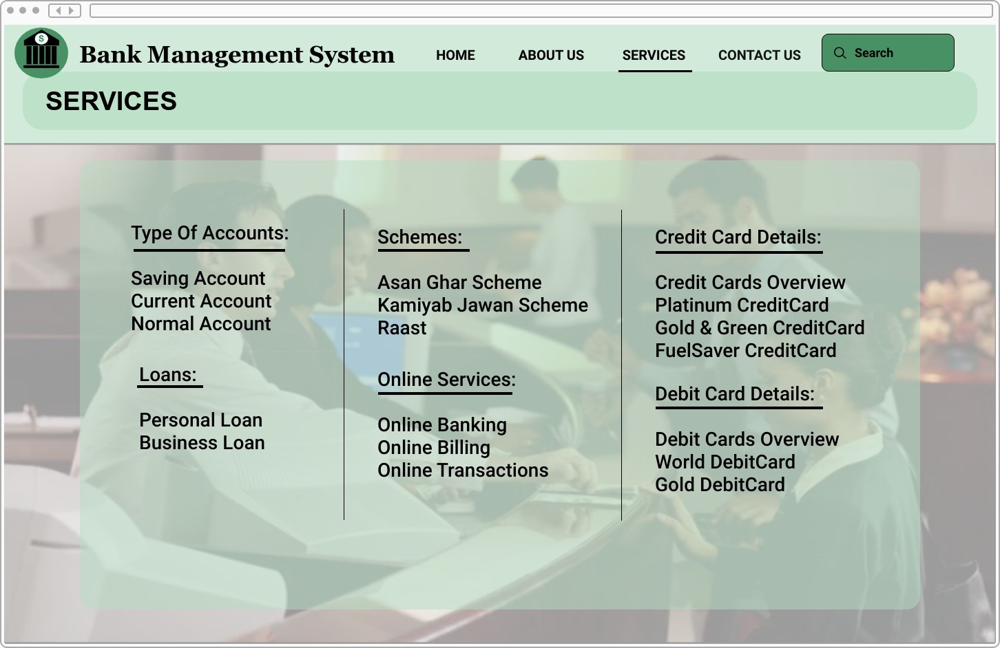 $
Bank Management System
HOME
ABOUT US
SERVICES
CONTACT US
Search
SERVICES
Type Of Accounts:
Saving Account
Current Account
Normal Account
Loans:
Personal Loan
Business Loan
Schemes:
Asan Ghar Scheme
Kamiyab Jawan Scheme
Raast
Online Services:
Online Banking
Online Billing
Online Transactions
Credit Card Details:
Credit Cards Overview
Platinum CreditCard
Gold & Green CreditCard
FuelSaver CreditCard
Debit Card Details:
Debit Cards Overview
World DebitCard
Gold DebitCard